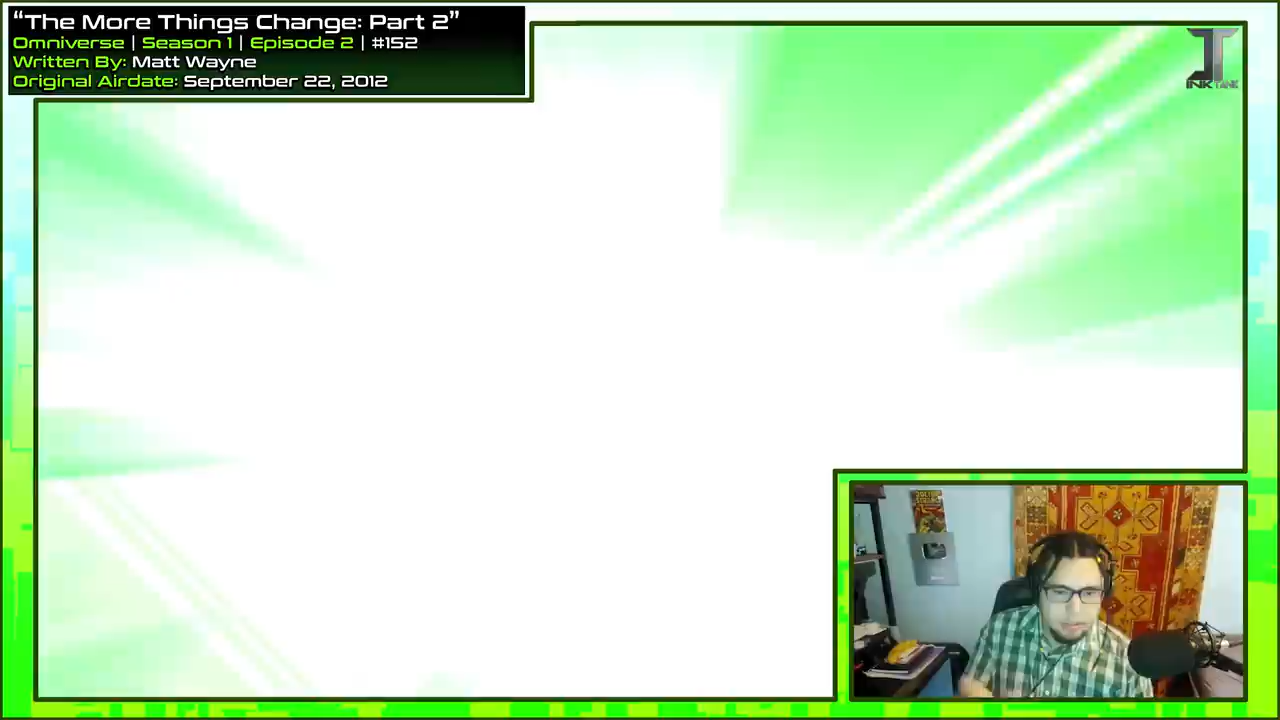 “The More Things Change: Part 2”
Omniverse | Season 1 | Episode 2 | #152
Written By: Matt Wayne
Original Airdate: September 22, 2012
INKTANK